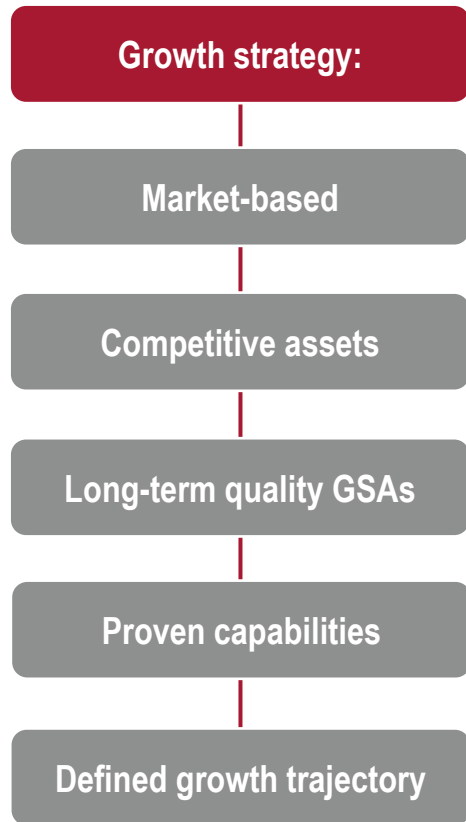 Growth strategy:
Market-based
Competitive assets
Long-term quality GSAs
Proven capabilities
Defined growth trajectory